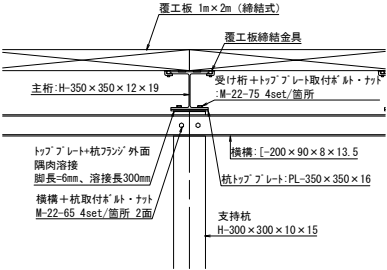 覆工板 1m×2m (締結式)
覆工板締結金具
主桁:H-350×350×12×19
受け桁+トッププレート取付ボルト・ナット
:M-22-75 4set/箇所
トッププレート+杭フランジ外面
隅肉溶接
脚長=6mm、溶接長300mm
横構:[-200×90×8×13.5
杭トッププレート:PL-350×350×16
横構+杭取付ボルト・ナット
M-22-65 4set/箇所 2面
支持杭
H-300×300×10×15